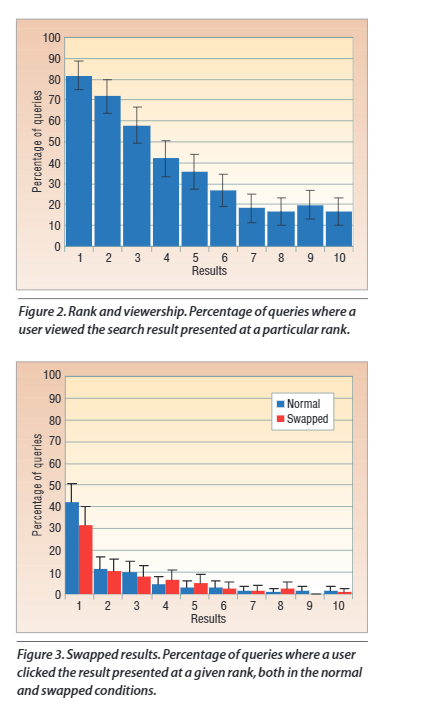 100
90
80
70
60
50
40
30
20
10
0
Percentage of queries
1 2 3 4 5 6 7 8 9 10
Results
Figure 2. Rank and viewership. Percentage of queries where a
user viewed the search result presented at a particular rank.
100
90
80
70
60
50
40
30
20
10
0
Percentage of queries
Normal
Swapped
1 2 3 4 5 6 7 8 9 10
Results
Figure 3. Swapped results. Percentage of queries where a user
clicked the result presented at a given rank, both in the normal
and swapped conditions.